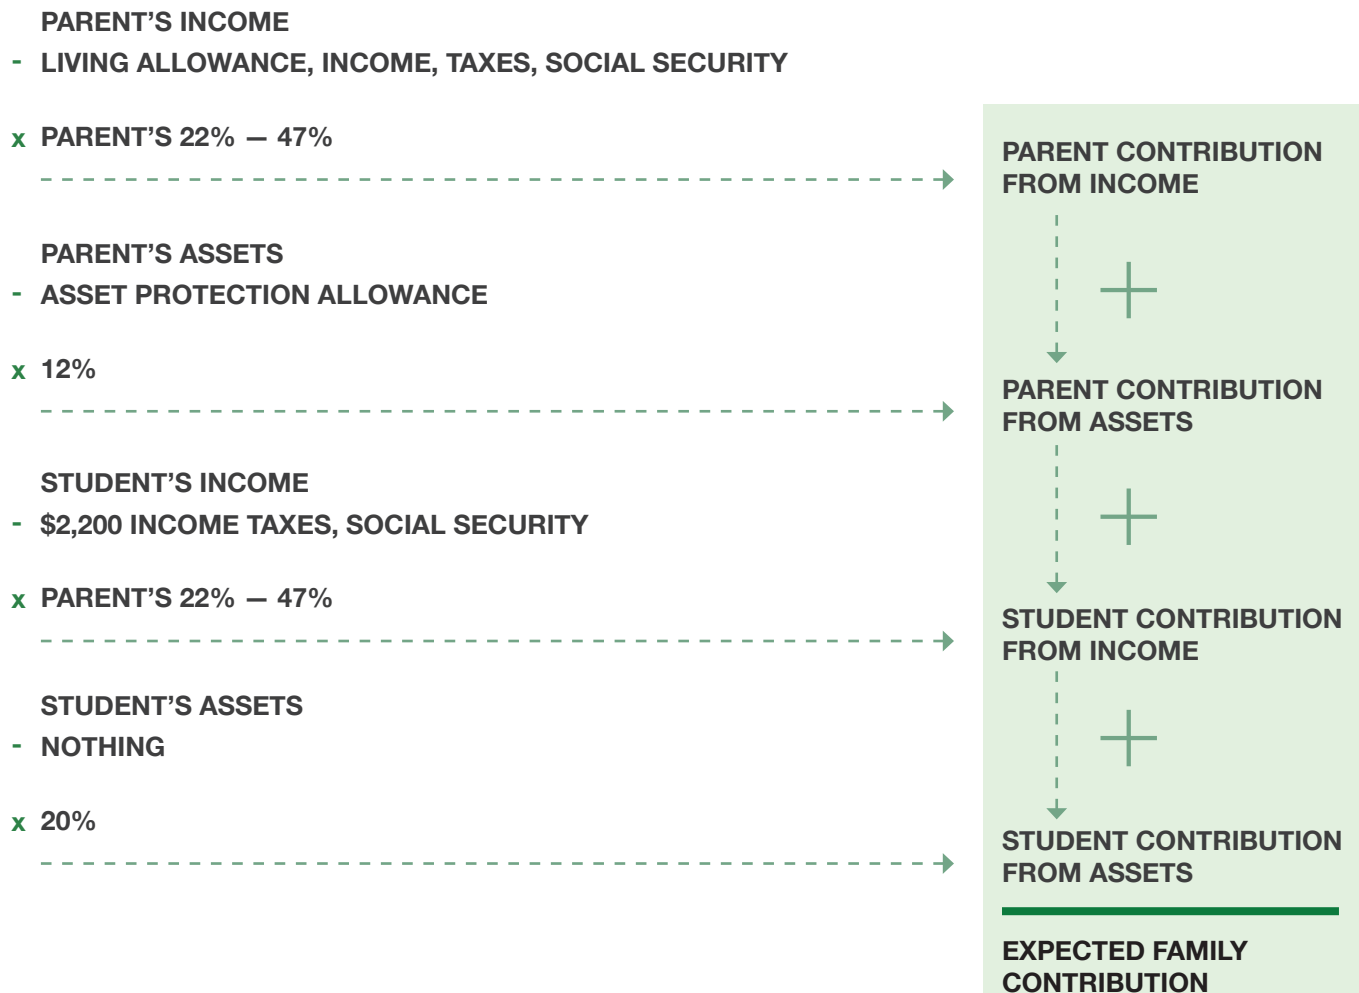 PARENT’S INCOME
- LIVING ALLOWANCE, INCOME, TAXES, SOCIAL SECURITY
x PARENT’S 22% — 47%
PARENT CONTRIBUTION
FROM INCOME
PARENT’S ASSETS
- ASSET PROTECTION ALLOWANCE
x 12%
PARENT CONTRIBUTION
FROM ASSETS
STUDENT’S INCOME
- $2,200 INCOME TAXES, SOCIAL SECURITY
x PARENT’S 22% — 47%
STUDENT CONTRIBUTION
FROM INCOME
STUDENT’S ASSETS
- NOTHING
x 20%
STUDENT CONTRIBUTION
FROM ASSETS
EXPECTED FAMILY
CONTRIBUTION